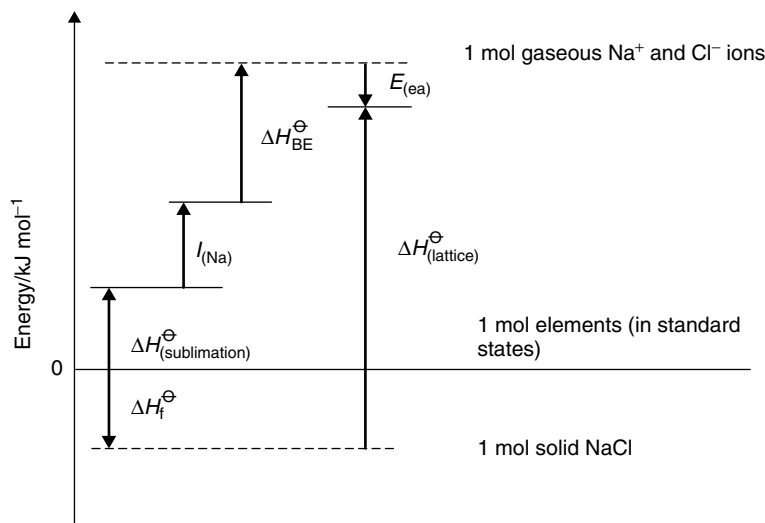 1 mol gaseous Na⁺ and Cl⁻ ions
E(ea)
ΔH⦵BE
I(Na)
ΔH⦵(lattice)
Energy/kJ mol⁻¹
1 mol elements (in standard
states)
ΔH⦵(sublimation)
0
ΔH⦵f
1 mol solid NaCl